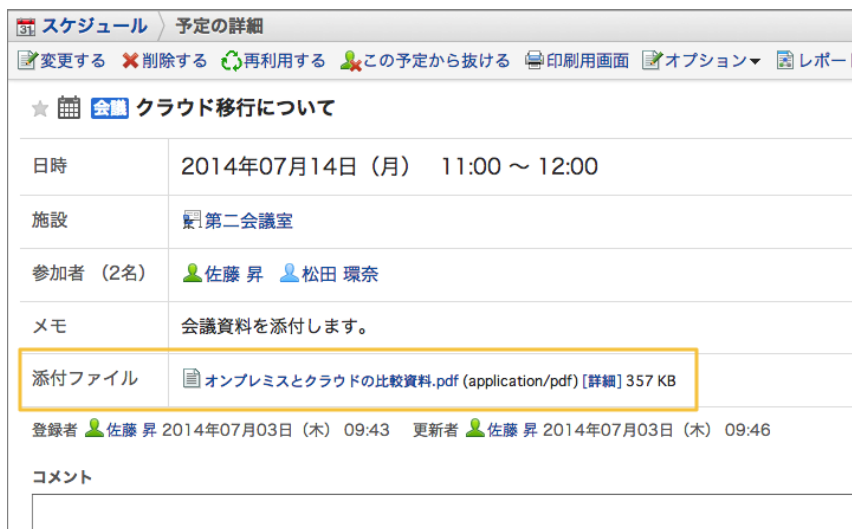 31 スケジュール 予定の詳細
変更する 削除する 再利用する この予定から抜ける 印刷用画面 オプション▼ レポー
会議 クラウド移行について
日時 2014年07月14日（月） 11:00 〜 12:00
施設 第二会議室
参加者 （2名） 佐藤 昇 松田 環奈
メモ 会議資料を添付します。
添付ファイル オンプレミスとクラウドの比較資料.pdf (application/pdf) [詳細] 357 KB
登録者 佐藤 昇 2014年07月03日（木） 09:43 更新者 佐藤 昇 2014年07月03日（木） 09:46
コメント